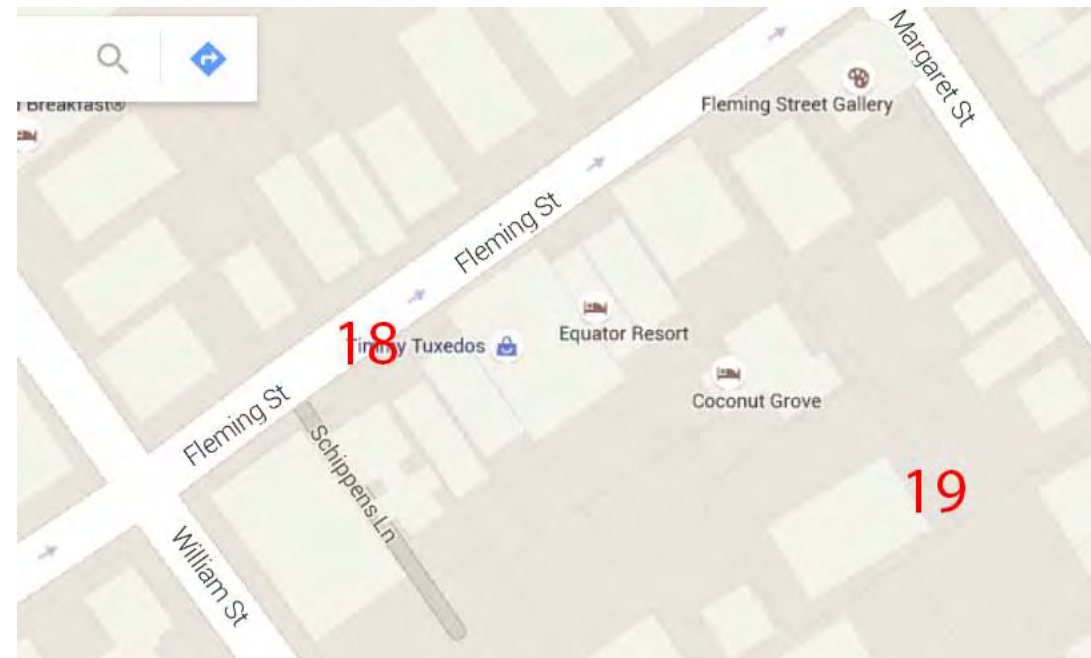 Margaret St
Breakfast®
Fleming Street Gallery
Fleming St
18
Timmy Tuxedos
Equator Resort
Coconut Grove
Fleming St
Schippens Ln
19
William St